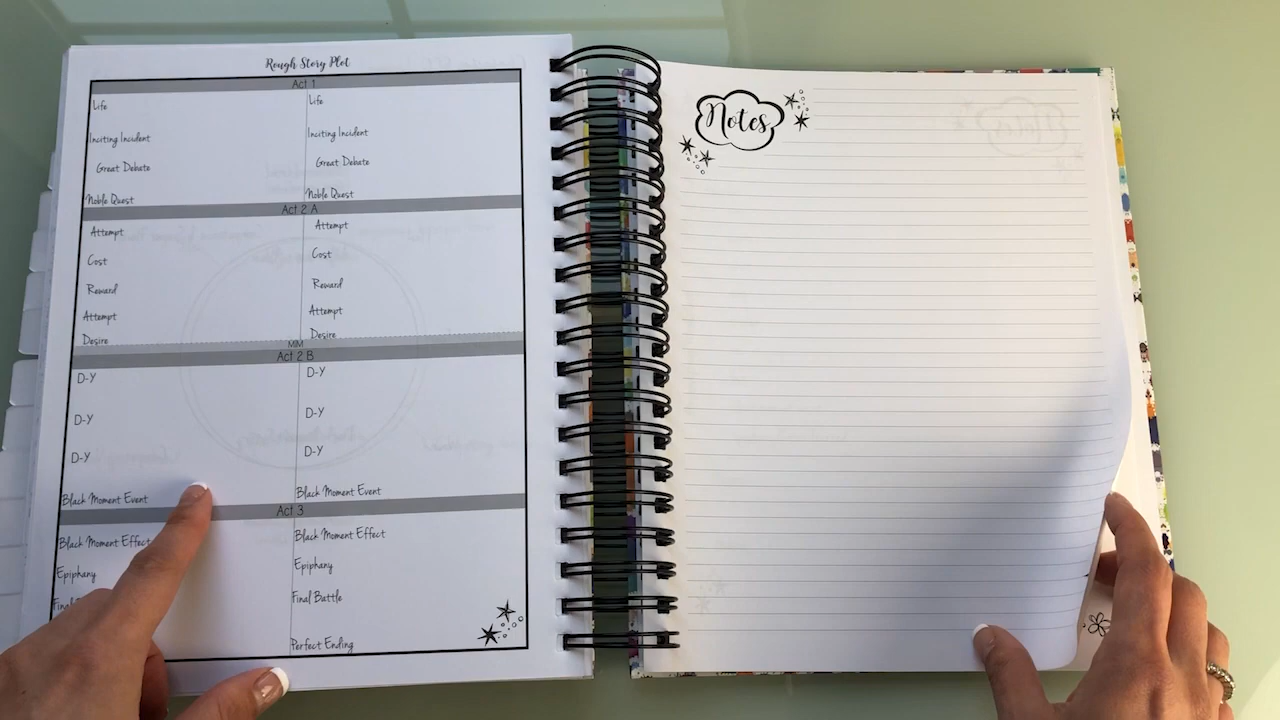 Rough Story Plot
Act 1
Life Life
Inciting Incident Inciting Incident
Great Debate Great Debate
Noble Quest Noble Quest
Act 2 A
Attempt Attempt
Cost Cost
Reward Reward
Attempt Attempt
Desire Desire
MM
Act 2 B
D-Y D-Y
D-Y D-Y
D-Y D-Y
Black Moment Event Black Moment Event
Act 3
Black Moment Effect Black Moment Effect
Epiphany Epiphany
Final Final Battle
Perfect Ending
Notes